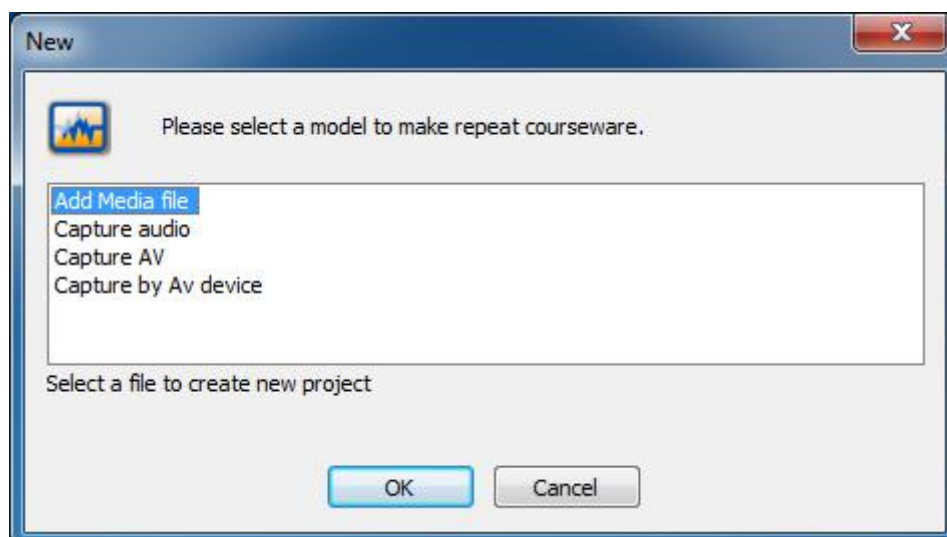 New
Please select a model to make repeat courseware.
Add Media file
Capture audio
Capture AV
Capture by Av device
Select a file to create new project
OK
Cancel